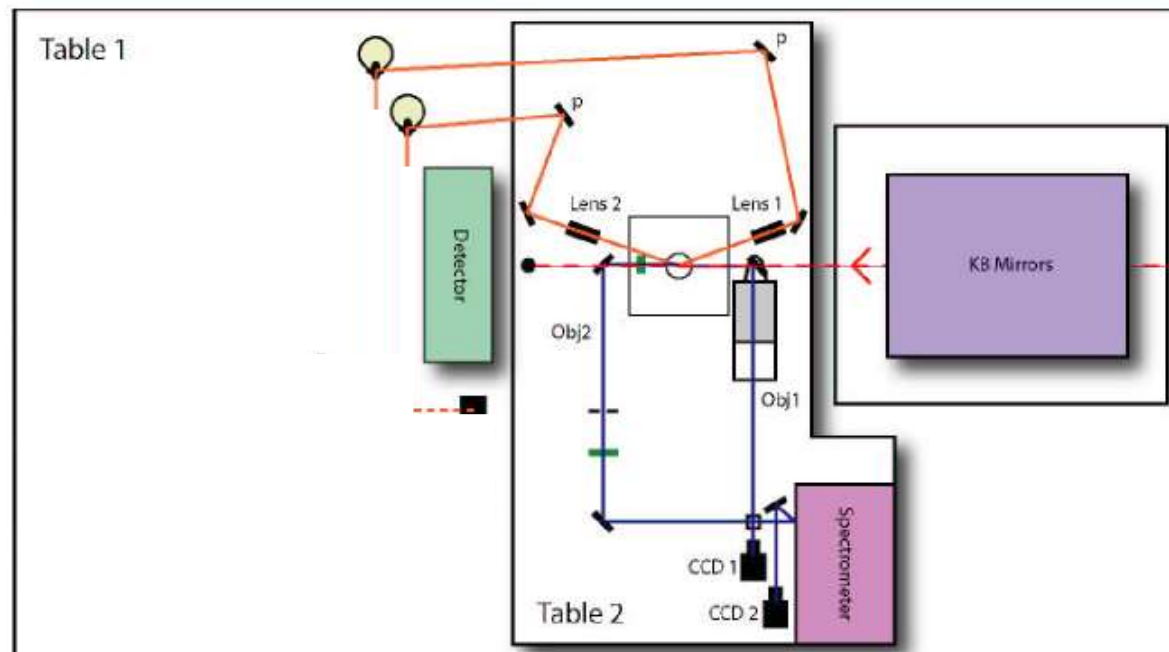 Table 1
p
p
Lens 2
Lens 1
Detector
KB Mirrors
Obj2
Obj1
Spectrometer
CCD 1
CCD 2
Table 2